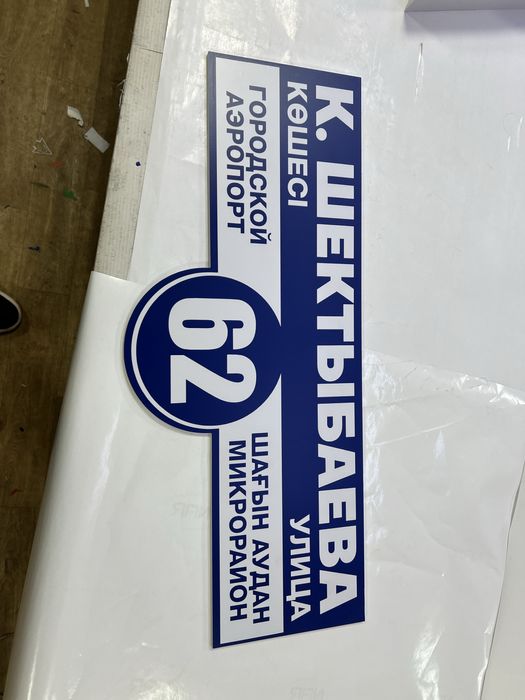 К. ШЕКТЫБАЕВА
КӨШЕСІ УЛИЦА
ГОРОДСКОЙ
АЭРОПОРТ
62
ШАҒЫН АУДАН
МИКРОРАЙОН